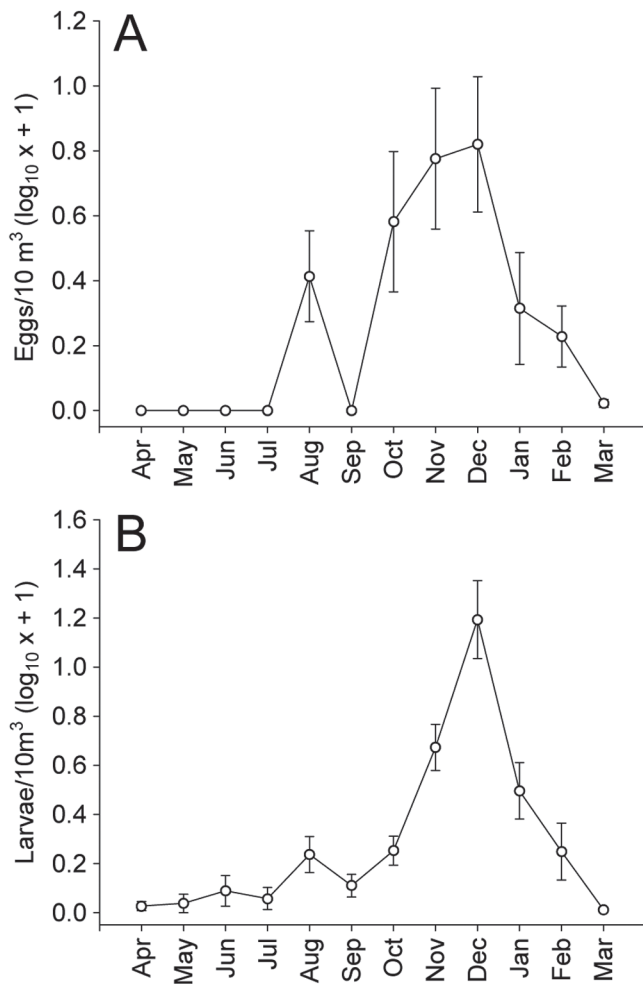 A
Eggs/10 m³ (log₁₀ x + 1)
1.2
1.0
0.8
0.6
0.4
0.2
0.0
Apr
May
Jun
Jul
Aug
Sep
Oct
Nov
Dec
Jan
Feb
Mar
B
Larvae/10m³ (log₁₀ x + 1)
1.6
1.4
1.2
1.0
0.8
0.6
0.4
0.2
0.0
Apr
May
Jun
Jul
Aug
Sep
Oct
Nov
Dec
Jan
Feb
Mar